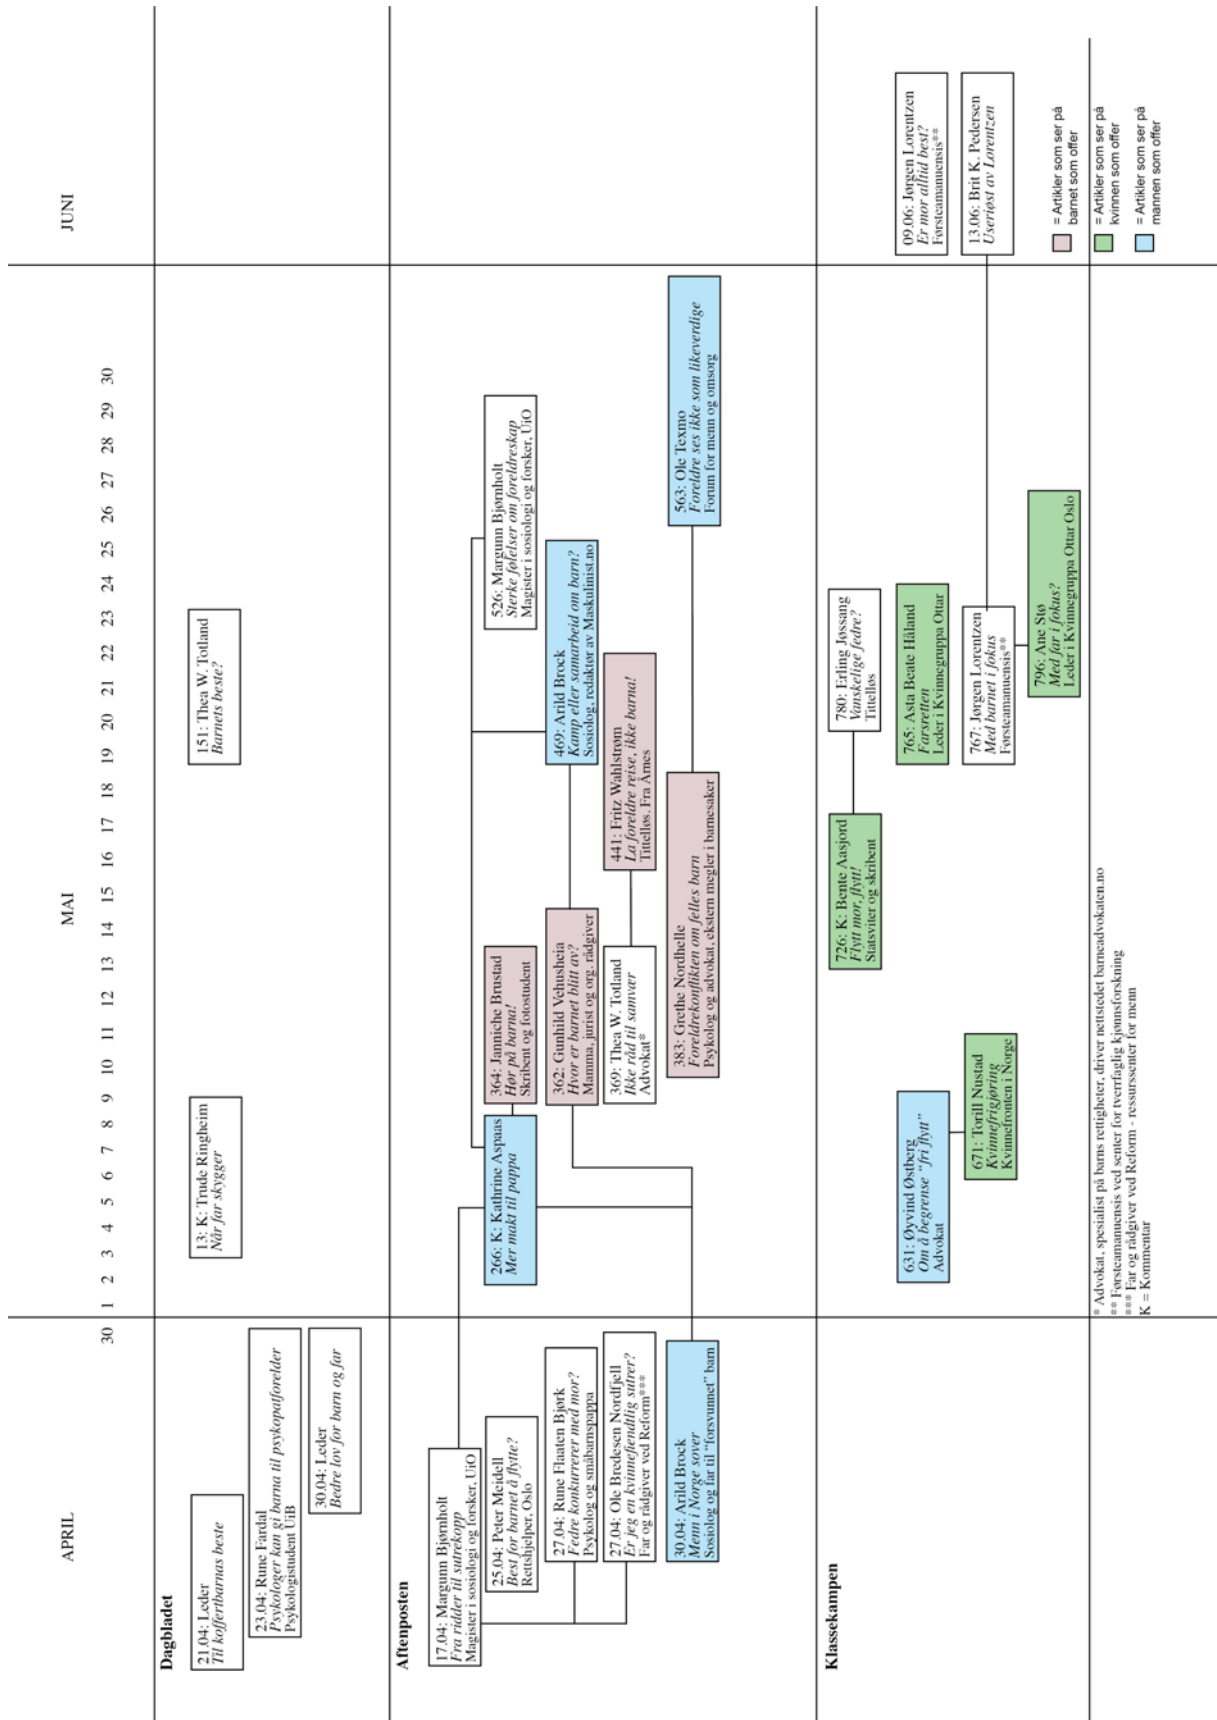 APRIL
MAI
JUNI
30 1 2 3 4 5 6 7 8 9 10 11 12 13 14 15 16 17 18 19 20 21 22 23 24 25 26 27 28 29 30
Dagbladet
21.04: Leder
Til koffertbarnas beste
23.04: Rune Fardal
Psykologer kan gi barna til psykopatforelder
Psykologistudent UiB
30.04: Leder
Bedre lov for barn og far
13: K: Trude Ringheim
Når far skygger
151: Thea W. Totland
Barnets beste?
Aftenposten
17.04: Margunn Bjørnholt
Fra ridder til sutrekopp
Magister i sosiologi og forsker, UiO
25.04: Peter Meidell
Best for barnet å flytte?
Rettshjelper, Oslo
27.04: Rune Flaaten Bjørk
Fedre konkurrerer med mor?
Psykolog og småbarnspappa
27.04: Ole Bredesen Nordfjell
Er jeg en kvinnefiendtlig sutrer?
Far og rådgiver ved Reform***
30.04: Arild Brock
Menn i Norge sover
Sosiolog og far til “forsvunnet” barn
266: K: Kathrine Aspaas
Mer makt til pappa
364: Janniche Brustad
Hør på barna!
Skribent og fotostudent
362: Gunhild Vehusheia
Hvor er barnet blitt av?
Mamma, jurist og org. rådgiver
369: Thea W. Totland
Ikke råd til samvær
Advokat*
383: Grethe Nordhelle
Foreldrekonflikten om felles barn
Psykolog og advokat, ekstern megler i barnesaker
526: Margunn Bjørnholt
Sterke følelser om foreldreskap
Magister i sosiologi og forsker, UiO
469: Arild Brock
Kamp eller samarbeid om barn?
Sosiolog, redaktør av Maskulinist.no
441: Fritz Wahlstrøm
La foreldre reise, ikke barna!
Tittelløs. Fra Årnes
563: Ole Texmo
Foreldre ses ikke som likeverdige
Forum for menn og omsorg
Klassekampen
631: Øyvind Østberg
Om å begrense “fri flytt”
Advokat
671: Torill Nustad
Kvinnefrigjøring
Kvinnefronten i Norge
726: K: Bente Aasjord
Flytt mor, flytt!
Statsviter og skribent
780: Erling Jøssang
Vanskelige fedre?
Tittelløs
765: Asta Beate Håland
Farsretten
Leder i Kvinnegruppa Ottar
767: Jørgen Lorentzen
Med barnet i fokus
Førsteamanuensis**
796: Ane Stø
Med far i fokus?
Leder i Kvinnegruppa Ottar Oslo
09.06: Jørgen Lorentzen
Er mor alltid best?
Førsteamanuensis**
13.06: Brit K. Pedersen
Useriøst av Lorentzen
= Artikler som ser på
barnet som offer
= Artikler som ser på
kvinnen som offer
= Artikler som ser på
mannen som offer
* Advokat, spesialist på barns rettigheter, driver nettstedet barneadvokaten.no
** Førsteamanuensis ved senter for tverrfaglig kjønnsforskning
*** Far og rådgiver ved Reform - ressurssenter for menn
K = Kommentar